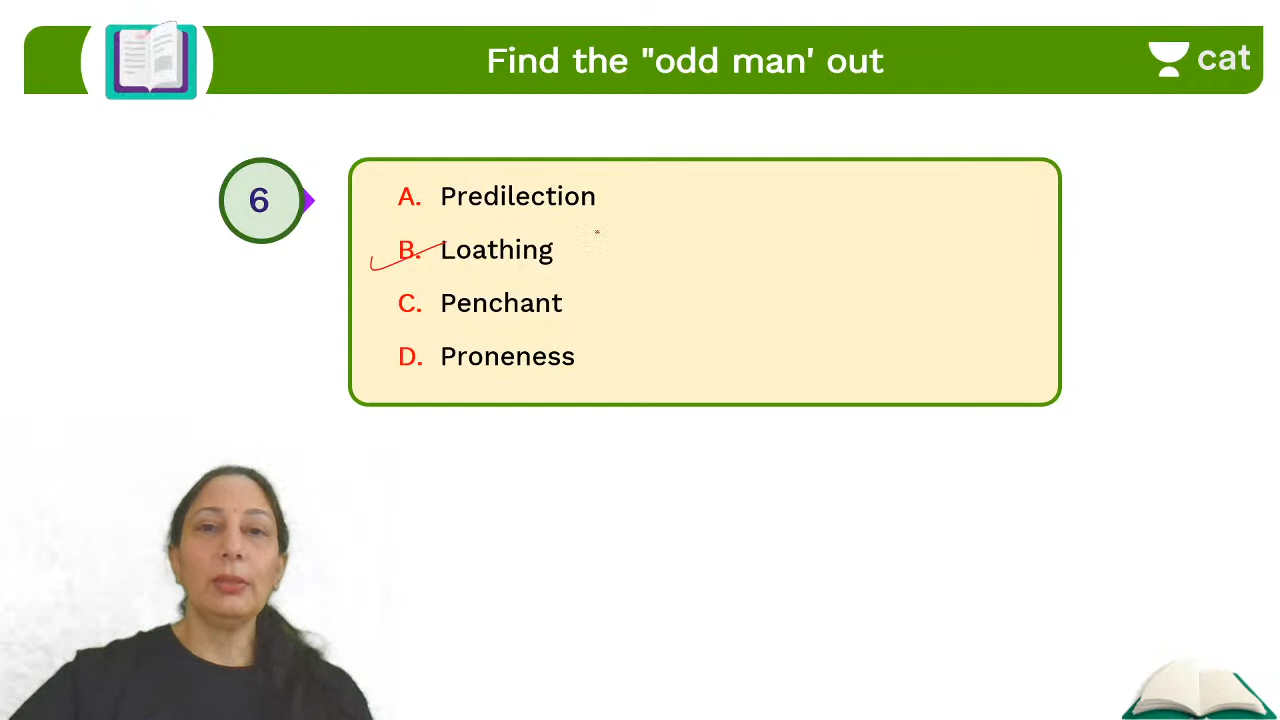 Find the "odd man' out
cat
6
A. Predilection
B. Loathing
C. Penchant
D. Proneness